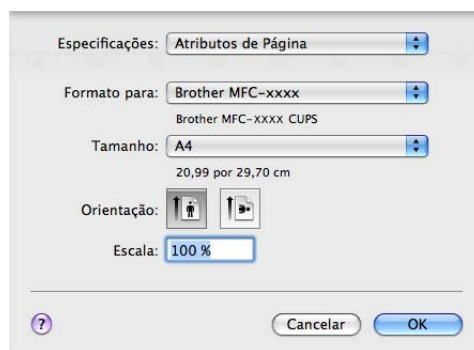 Especificações: Atributos de Página
Formato para: Brother MFC-xxxx
Brother MFC-XXXX CUPS
Tamanho: A4
20,99 por 29,70 cm
Orientação:
Escala: 100 %
? Cancelar OK